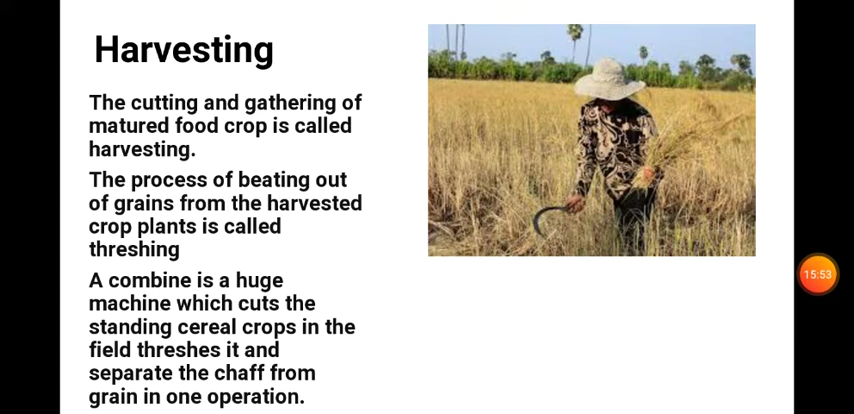 Harvesting
The cutting and gathering of
matured food crop is called
harvesting.
The process of beating out
of grains from the harvested
crop plants is called
threshing
A combine is a huge
machine which cuts the
standing cereal crops in the
field threshes it and
separate the chaff from
grain in one operation.
15:53